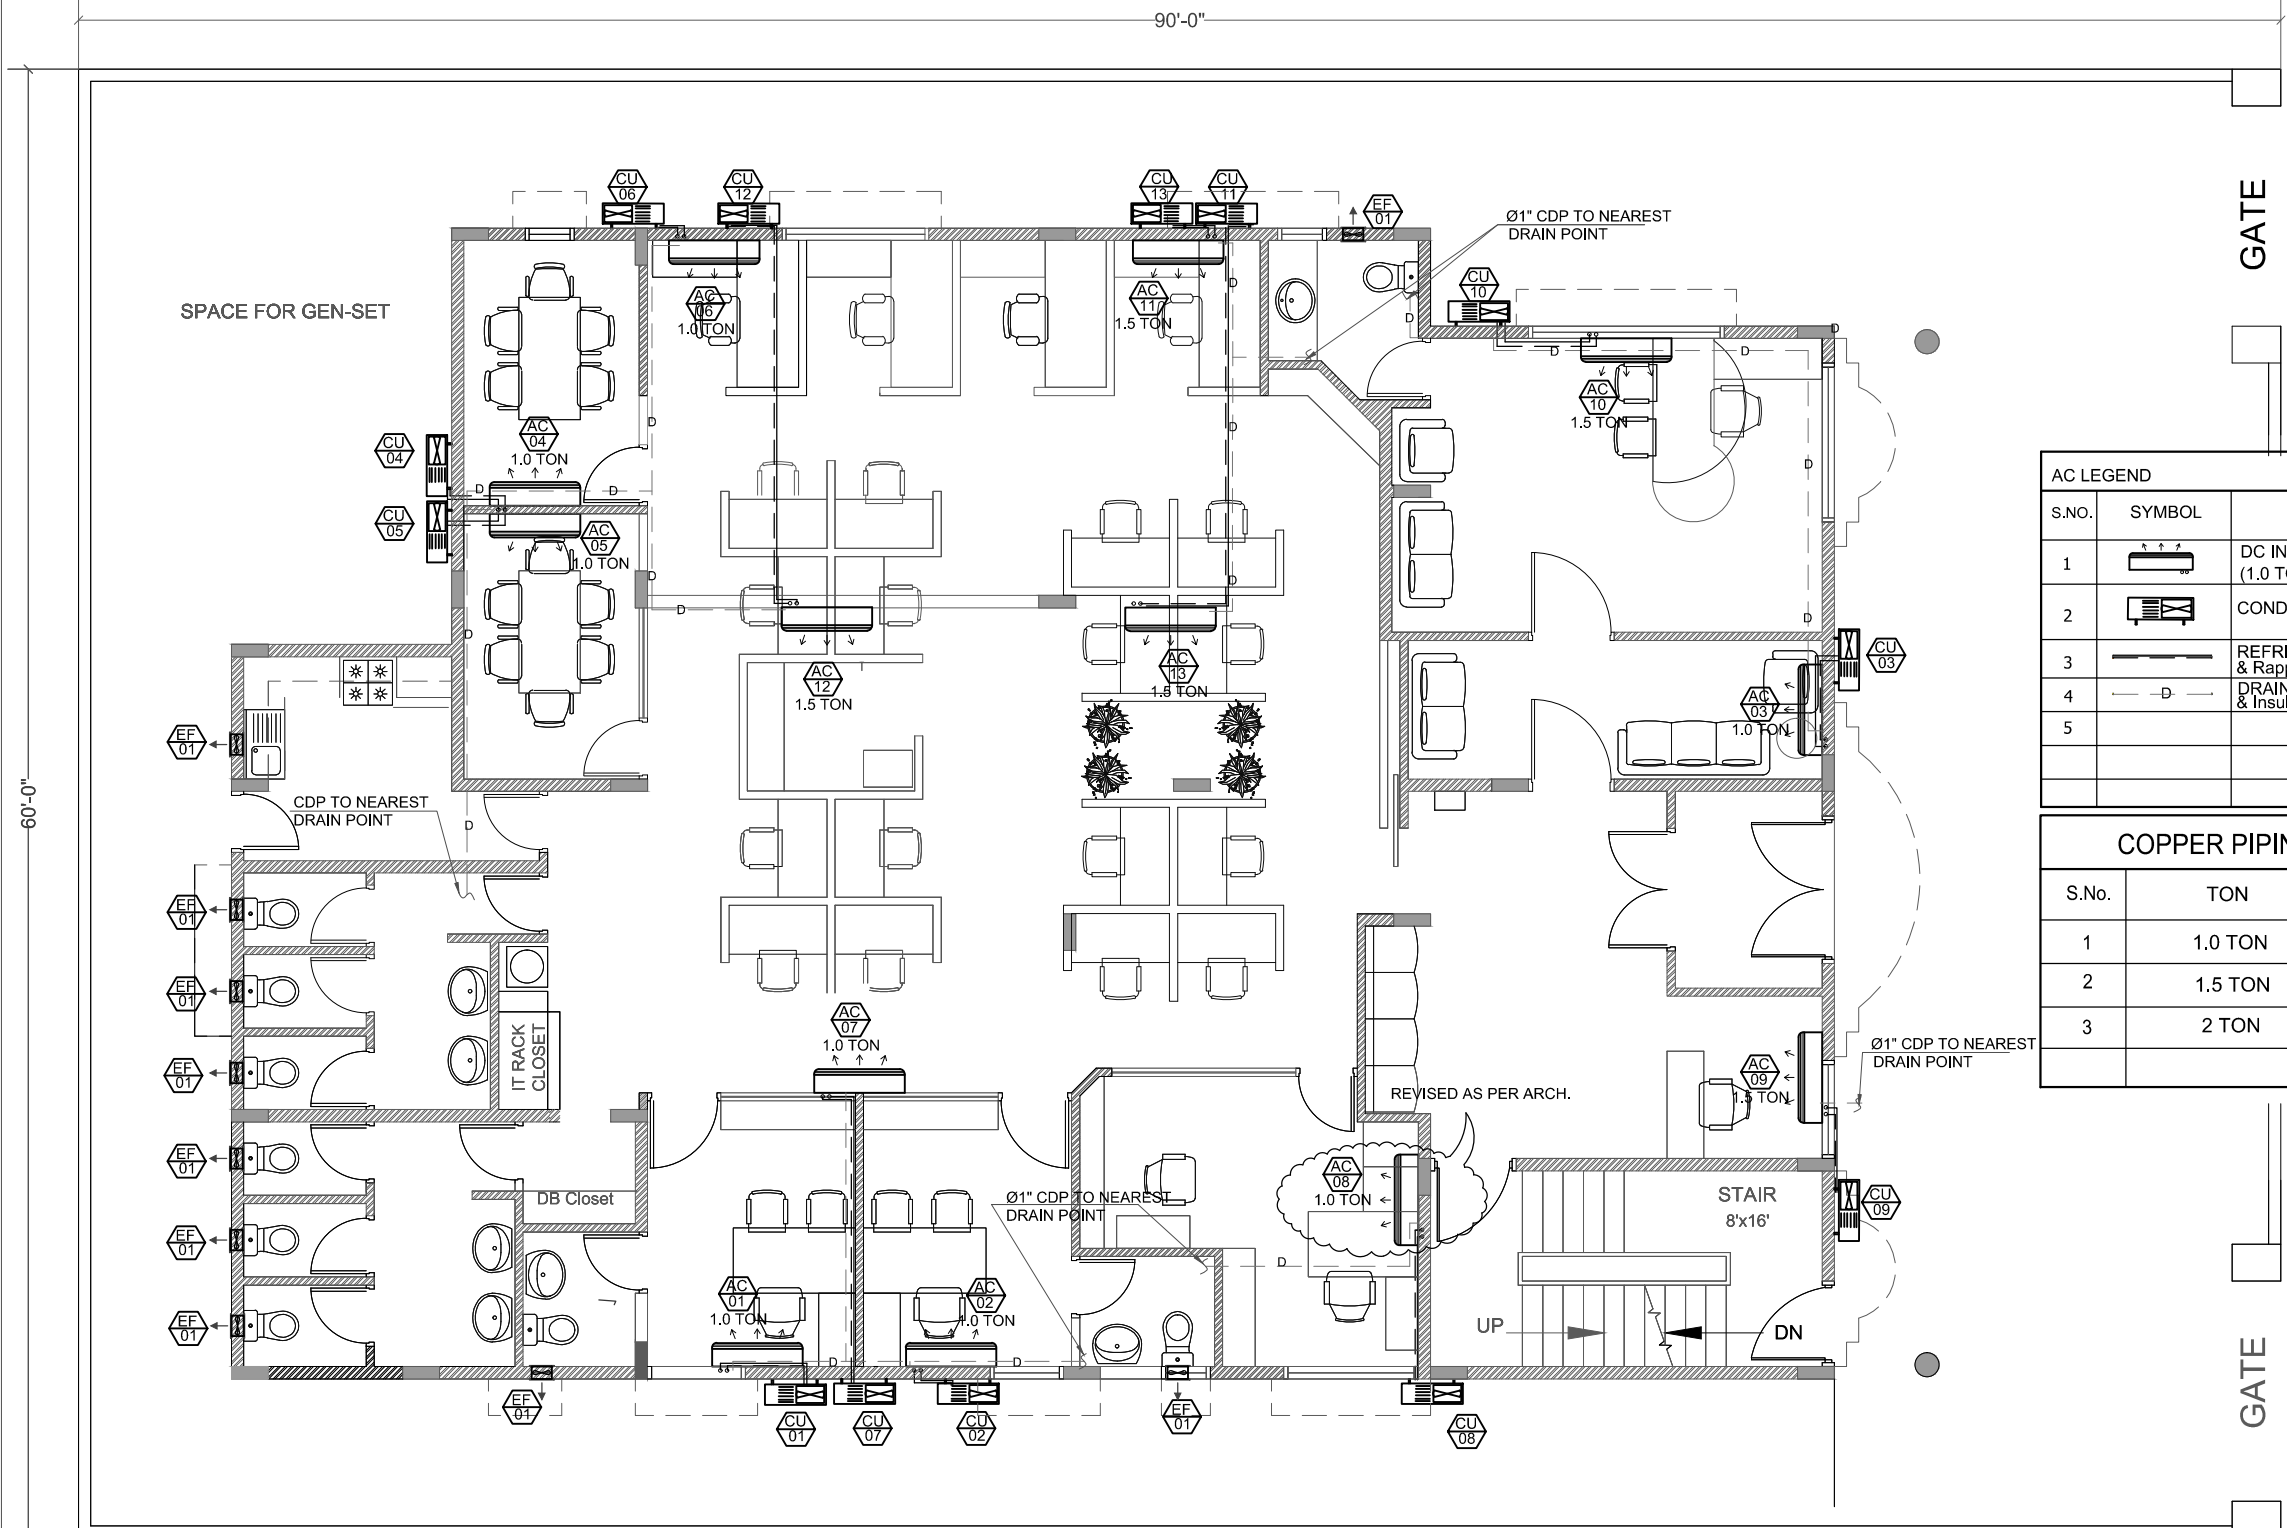 90'-0"
60'-0"
GATE
CU
06
CU
12
CU
13
CU
11
EF
01
Ø1" CDP TO NEAREST
DRAIN POINT
SPACE FOR GEN-SET
CU
10
AC
06
1.0 TON
AC
11
1.5 TON
AC
10
1.5 TON
D
D
D
D
D
D
D
D
CU
04
AC
04
1.0 TON
D
D
CU
05
AC
05
1.0 TON
D
D
D
D
D
D
AC
12
1.5 TON
AC
13
1.5 TON
AC
03
1.0 TON
CU
03
AC LEGEND
S.NO.
SYMBOL
1
DC IN
(1.0 T
2
COND
3
REFRI
& Rap
4
D
DRAIN
& Insu
5
COPPER PIPIN
S.No.
TON
1
1.0 TON
2
1.5 TON
3
2 TON
EF
01
CDP TO NEAREST
DRAIN POINT
D
EF
01
EF
01
EF
01
IT RACK
CLOSET
AC
07
1.0 TON
Ø1" CDP TO NEAREST
DRAIN POINT
AC
09
1.5 TON
REVISED AS PER ARCH.
EF
01
AC
08
1.0 TON
DB Closet
Ø1" CDP TO NEAREST
DRAIN POINT
STAIR
8'x16'
CU
09
EF
01
D
AC
01
1.0 TON
AC
02
1.0 TON
EF
01
UP
DN
D
D
EF
01
CU
01
CU
07
CU
02
EF
01
CU
08
GATE